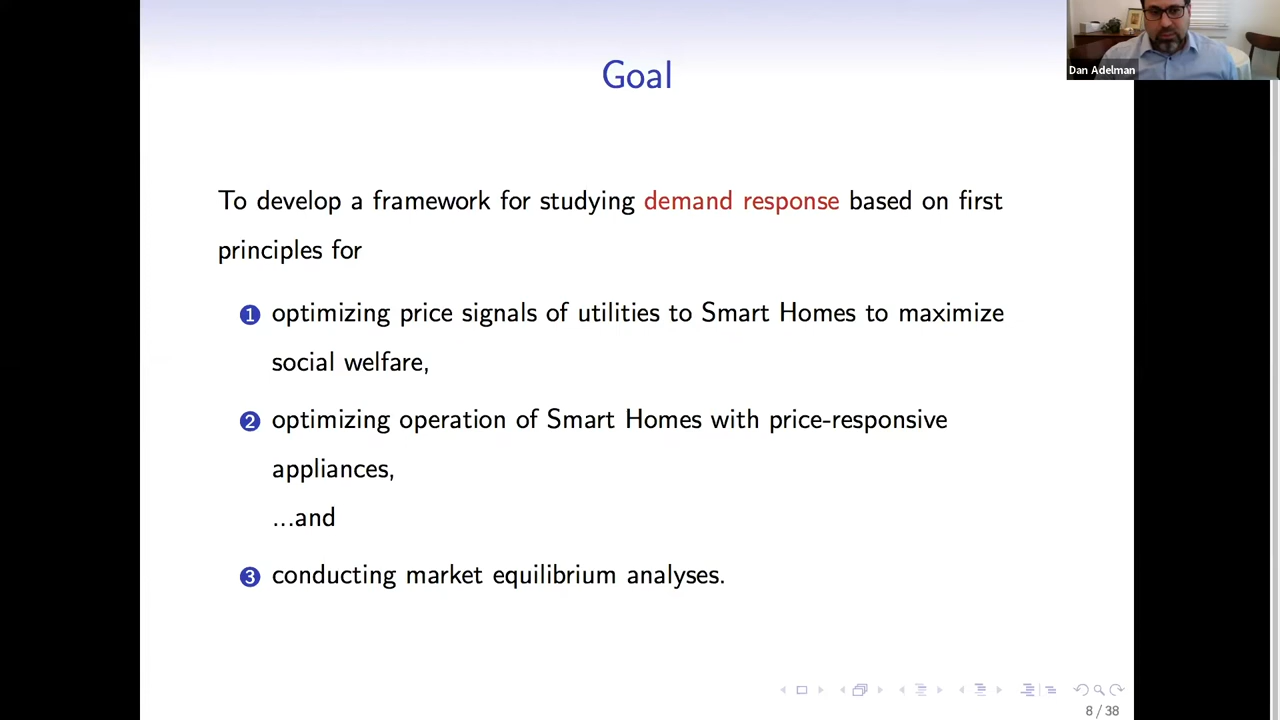 Goal
Dan Adelman
To develop a framework for studying demand response based on first
principles for
1 optimizing price signals of utilities to Smart Homes to maximize
social welfare,
2 optimizing operation of Smart Homes with price-responsive
appliances,
...and
3 conducting market equilibrium analyses.
8 / 38